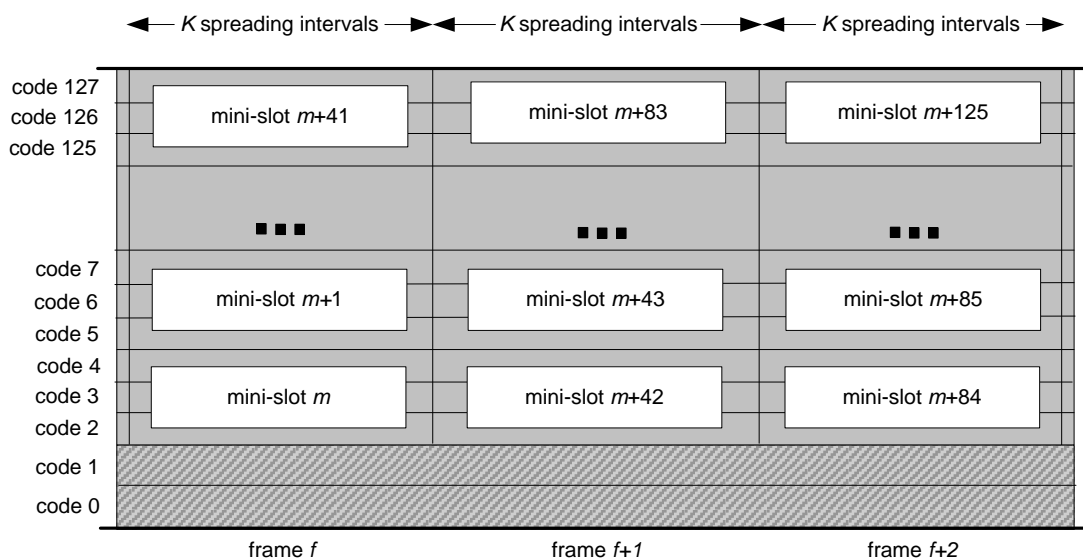 K spreading intervals K spreading intervals K spreading intervals
code 127
code 126
code 125
mini-slot m+41 mini-slot m+83 mini-slot m+125
code 7
code 6
code 5
mini-slot m+1 mini-slot m+43 mini-slot m+85
code 4
code 3
code 2
mini-slot m mini-slot m+42 mini-slot m+84
code 1
code 0
frame f frame f+1 frame f+2